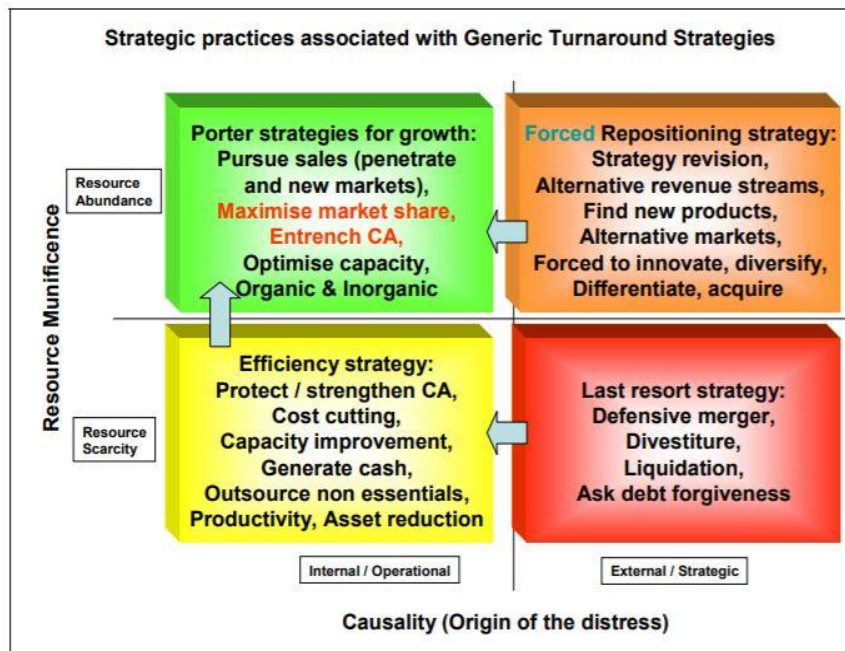 Strategic practices associated with Generic Turnaround Strategies
Resource Munificence
Resource
Abundance
Porter strategies for growth:
Pursue sales (penetrate
and new markets),
Maximise market share,
Entrench CA,
Optimise capacity,
Organic & Inorganic
Forced Repositioning strategy:
Strategy revision,
Alternative revenue streams,
Find new products,
Alternative markets,
Forced to innovate, diversify,
Differentiate, acquire
Resource
Scarcity
Efficiency strategy:
Protect / strengthen CA,
Cost cutting,
Capacity improvement,
Generate cash,
Outsource non essentials,
Productivity, Asset reduction
Last resort strategy:
Defensive merger,
Divestiture,
Liquidation,
Ask debt forgiveness
Internal / Operational
External / Strategic
Causality (Origin of the distress)